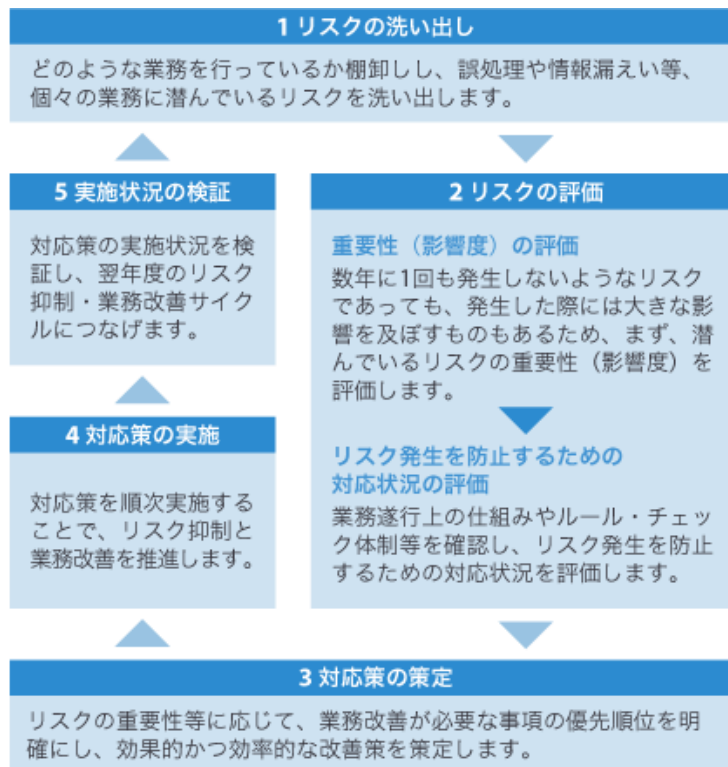 1 リスクの洗い出し
どのような業務を行っているか棚卸しし、誤処理や情報漏えい等、
個々の業務に潜んでいるリスクを洗い出します。
2 リスクの評価
重要性（影響度）の評価
数年に1回も発生しないようなリスク
であっても、発生した際には大きな影
響を及ぼすものもあるため、まず、潜
んでいるリスクの重要性（影響度）を
評価します。
リスク発生を防止するための
対応状況の評価
業務遂行上の仕組みやルール・チェッ
ク体制等を確認し、リスク発生を防止
するための対応状況を評価します。
3 対応策の策定
リスクの重要性等に応じて、業務改善が必要な事項の優先順位を明
確にし、効果的かつ効率的な改善策を策定します。
4 対応策の実施
対応策を順次実施する
ことで、リスク抑制と
業務改善を推進します。
5 実施状況の検証
対応策の実施状況を検
証し、翌年度のリスク
抑制・業務改善サイク
ルにつなげます。